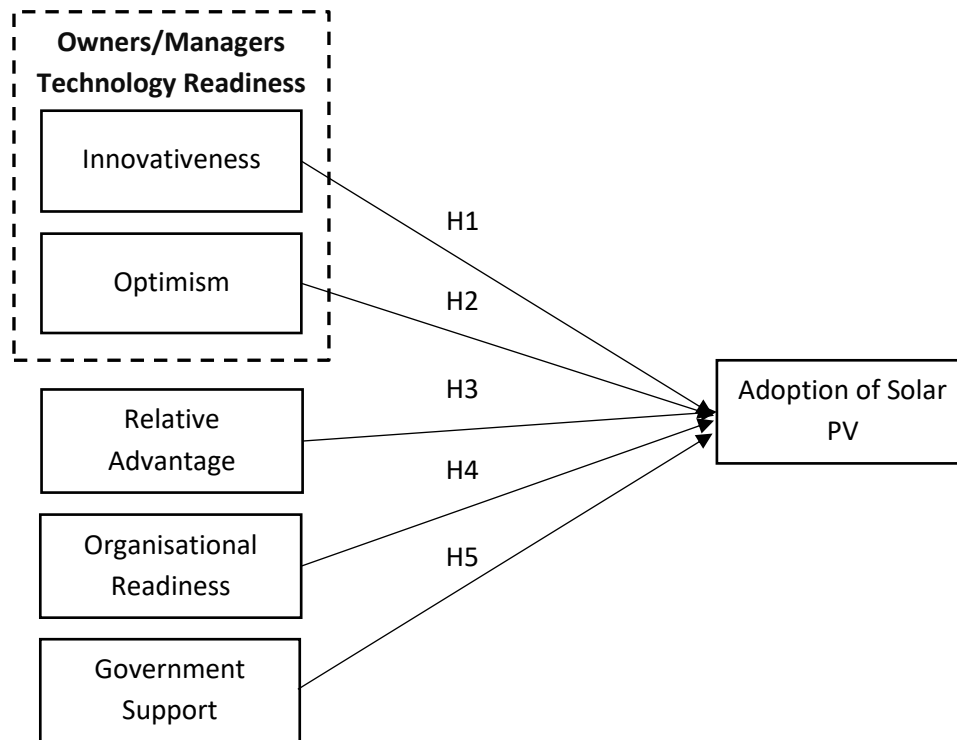 Owners/Managers
Technology Readiness
Innovativeness
H1
Optimism
H2
H3
Relative
Advantage
Adoption of Solar
PV
H4
Organisational
Readiness
H5
Government
Support